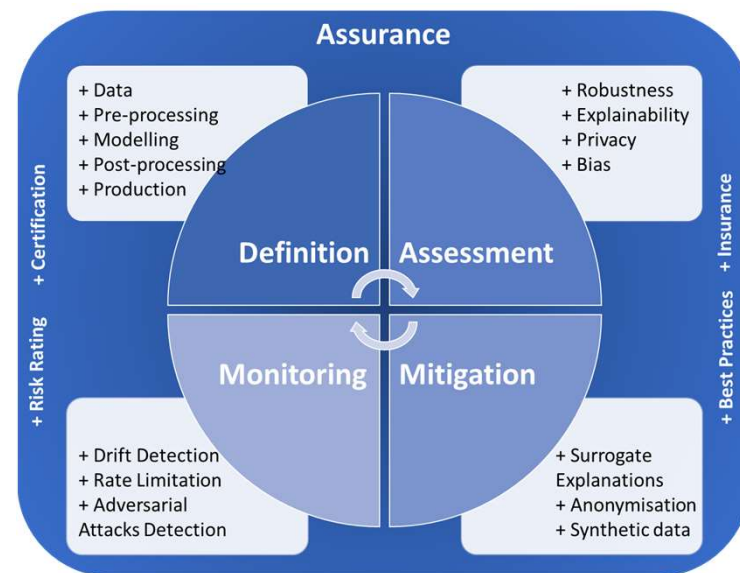 Assurance
+ Data
+ Pre-processing
+ Modelling
+ Post-processing
+ Production
+ Robustness
+ Explainability
+ Privacy
+ Bias
+ Certification
+ Risk Rating
+ Insurance
+ Best Practices
Definition
Assessment
Monitoring
Mitigation
+ Drift Detection
+ Rate Limitation
+ Adversarial
Attacks Detection
+ Surrogate
Explanations
+ Anonymisation
+ Synthetic data